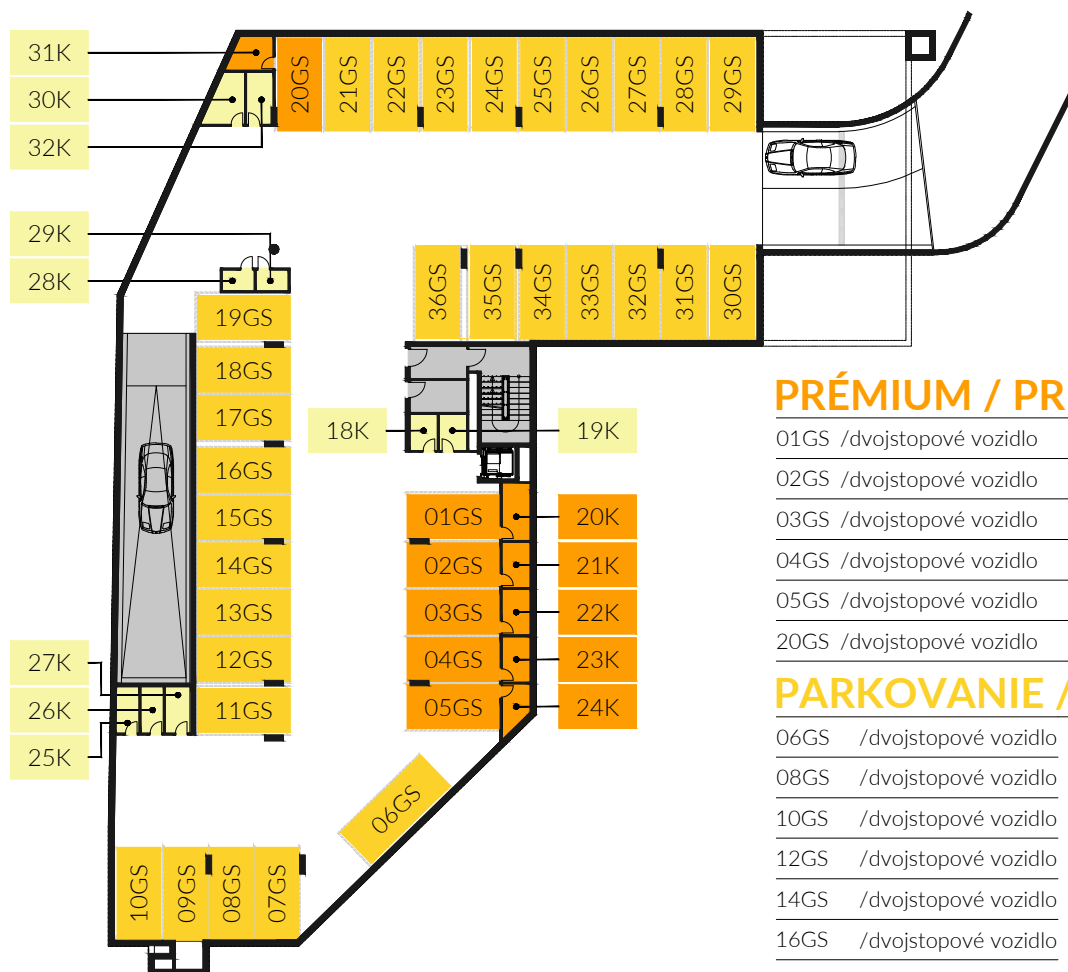 31K
30K
32K
20GS
21GS
22GS
23GS
24GS
25GS
26GS
27GS
28GS
29GS
29K
28K
36GS
35GS
34GS
33GS
32GS
31GS
30GS
19GS
18GS
17GS
16GS
15GS
14GS
13GS
12GS
11GS
18K
19K
01GS
20K
02GS
21K
03GS
22K
04GS
23K
05GS
24K
27K
26K
25K
06GS
10GS
09GS
08GS
07GS
PRÉMIUM / PR
01GS /dvojstopové vozidlo
02GS /dvojstopové vozidlo
03GS /dvojstopové vozidlo
04GS /dvojstopové vozidlo
05GS /dvojstopové vozidlo
20GS /dvojstopové vozidlo
PARKOVANIE /
06GS /dvojstopové vozidlo
08GS /dvojstopové vozidlo
10GS /dvojstopové vozidlo
12GS /dvojstopové vozidlo
14GS /dvojstopové vozidlo
16GS /dvojstopové vozidlo